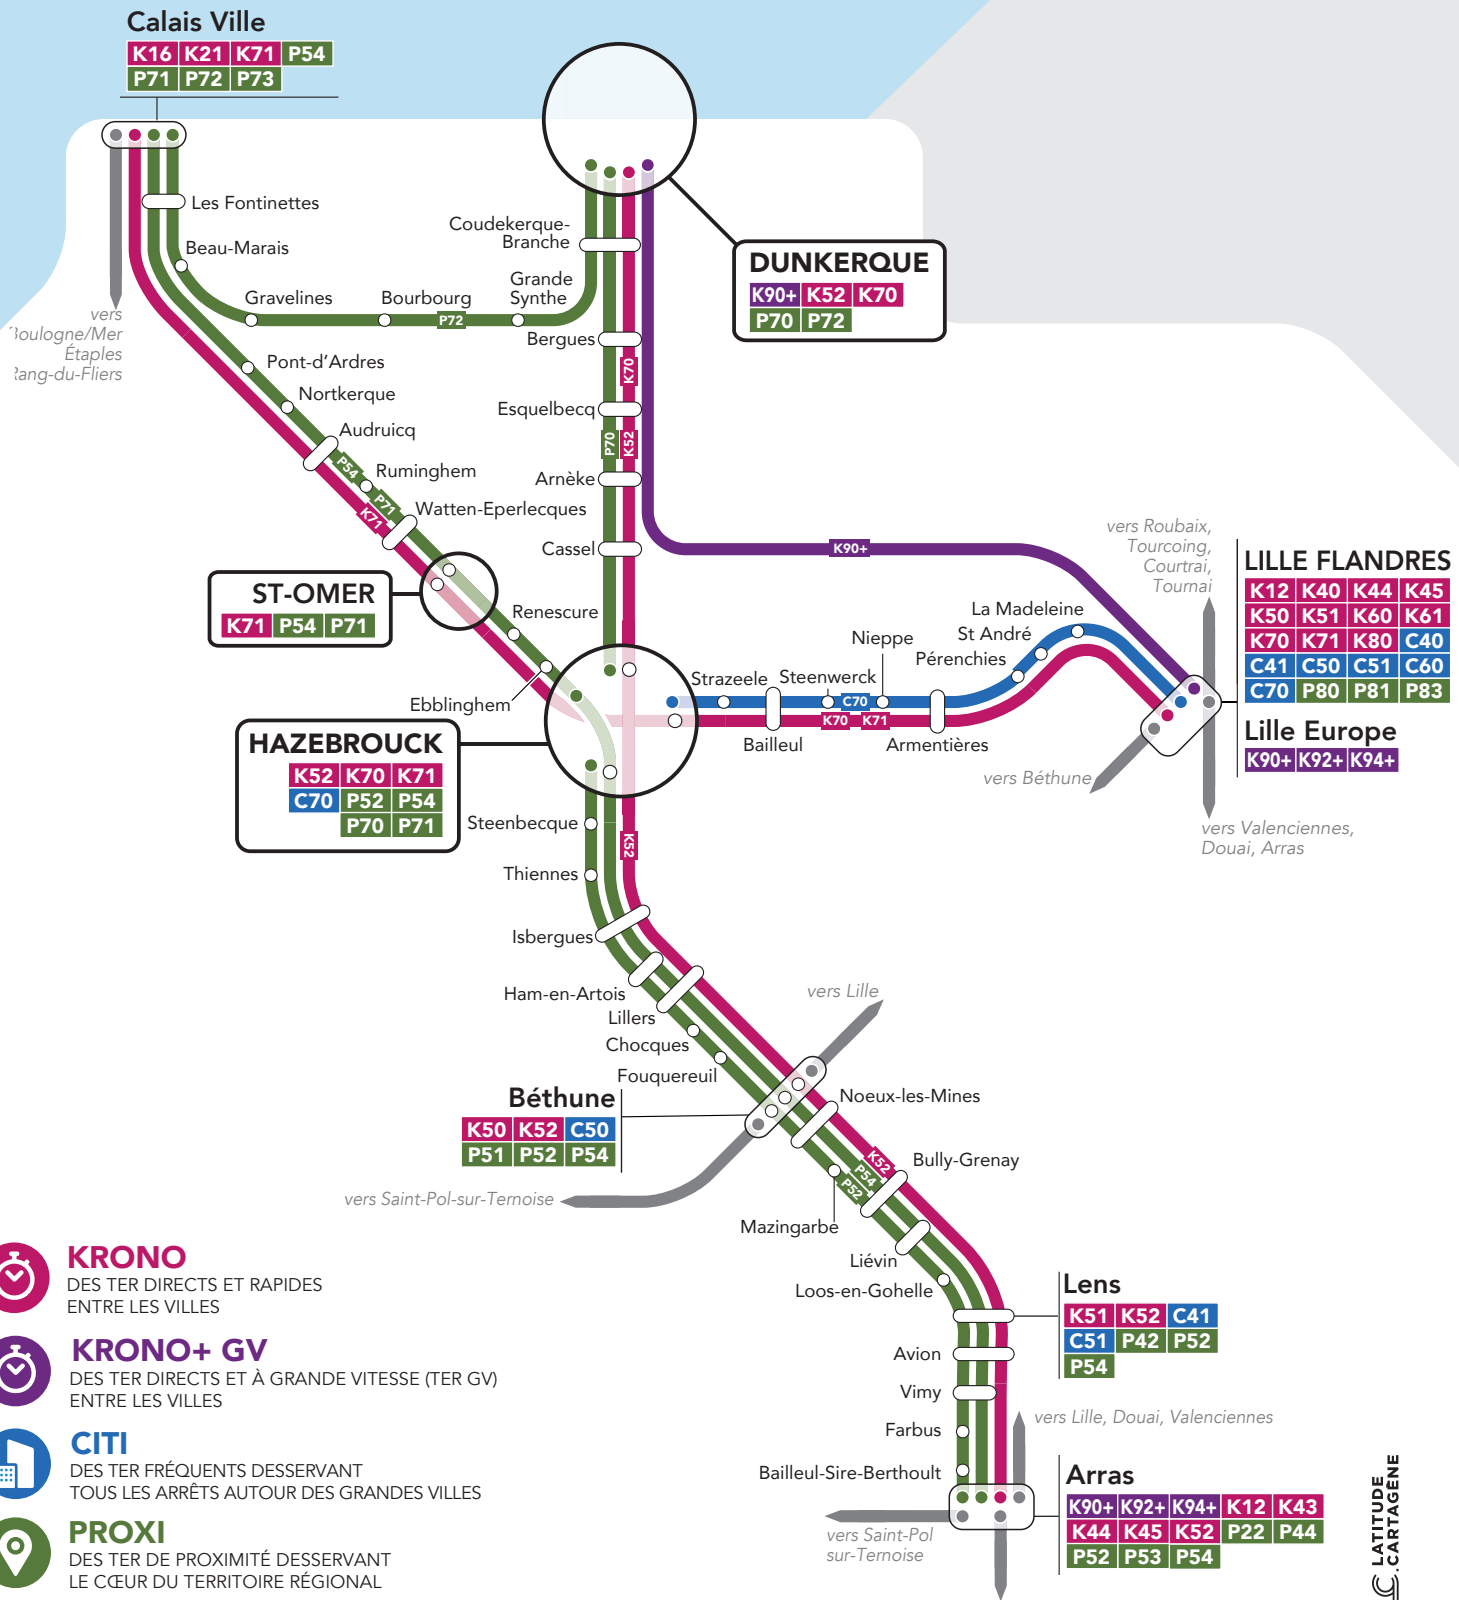 Calais Ville
K16 K21 K71 P54
P71 P72 P73
Les Fontinettes
Beau-Marais
Gravelines
Bourbourg
Grande
Synthe
P72
Coudekerque-
Branche
DUNKERQUE
K90+ K52 K70
P70 P72
vers
Boulogne/Mer
Étaples
Rang-du-Fliers
Bergues
K70
Pont-d'Ardres
Nortkerque
Esquelbecq
Audruicq
P70 K52
P54
Ruminghem
Arnèke
P71
K71
Watten-Eperlecques
Cassel
K90+
vers Roubaix,
Tourcoing,
Courtrai,
Tournai
LILLE FLANDRES
K12 K40 K44 K45
K50 K51 K60 K61
K70 K71 K80 C40
C41 C50 C51 C60
C70 P80 P81 P83
Lille Europe
K90+ K92+ K94+
ST-OMER
K71 P54 P71
Renescure
La Madeleine
St André
Nieppe
Pérenchies
Strazeele
Steenwerck
C70
Ebblinghem
K70 K71
Bailleul
Armentières
vers Béthune
HAZEBROUCK
K52 K70 K71
C70 P52 P54
P70 P71
vers Valenciennes,
Douai, Arras
Steenbecque
K52
Thiennes
Isbergues
Ham-en-Artois
vers Lille
Lillers
Chocques
Fouquereuil
Béthune
K50 K52 C50
P51 P52 P54
Noeux-les-Mines
K52
P54
P52
Bully-Grenay
vers Saint-Pol-sur-Ternoise
Mazingarbe
Liévin
Loos-en-Gohelle
Lens
K51 K52 C41
C51 P42 P52
P54
Avion
Vimy
Farbus
vers Lille, Douai, Valenciennes
Bailleul-Sire-Berthoult
Arras
K90+ K92+ K94+ K12 K43
K44 K45 K52 P22 P44
P52 P53 P54
vers Saint-Pol
sur-Ternoise
KRONO
DES TER DIRECTS ET RAPIDES
ENTRE LES VILLES
KRONO+ GV
DES TER DIRECTS ET À GRANDE VITESSE (TER GV)
ENTRE LES VILLES
CITI
DES TER FRÉQUENTS DESSERVANT
TOUS LES ARRÊTS AUTOUR DES GRANDES VILLES
PROXI
DES TER DE PROXIMITÉ DESSERVANT
LE CŒUR DU TERRITOIRE RÉGIONAL
LATITUDE
.CARTAGÈNE